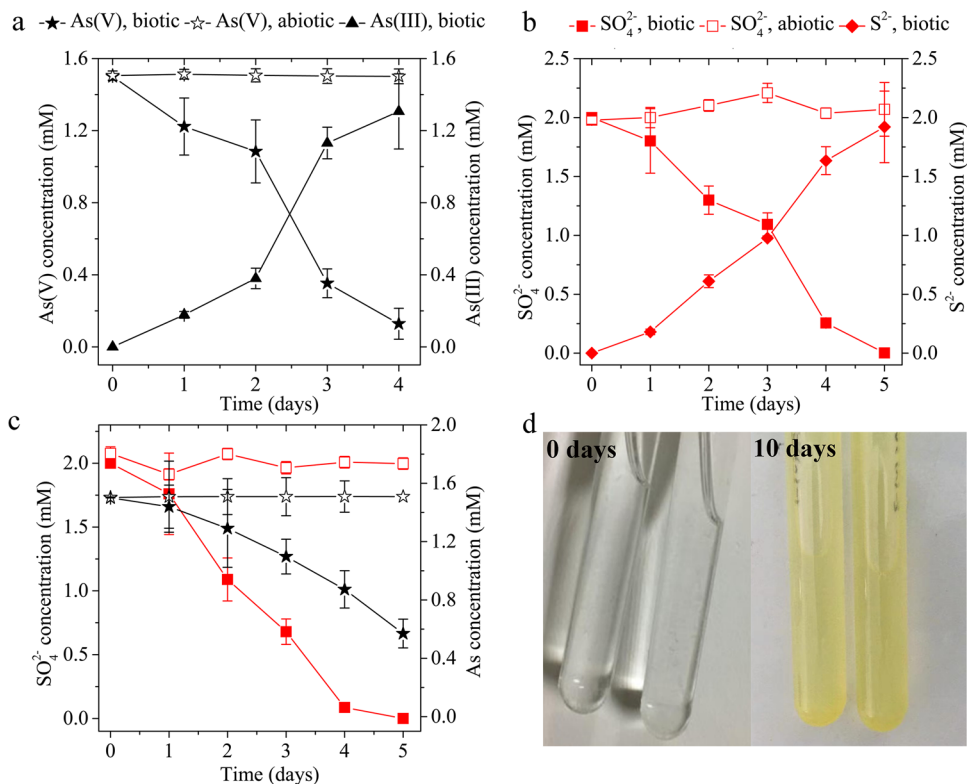 a
As(V), biotic
As(V), abiotic
As(III), biotic
1.6
1.2
0.8
0.4
0.0
As(V) concentration (mM)
1.6
1.2
0.8
0.4
0.0
As(III) concentration (mM)
0 1 2 3 4
Time (days)
b
SO₄²⁻, biotic
SO₄²⁻, abiotic
S²⁻, biotic
2.5
2.0
1.5
1.0
0.5
0.0
SO₄²⁻ concentration (mM)
2.5
2.0
1.5
1.0
0.5
0.0
S²⁻ concentration (mM)
0 1 2 3 4 5
Time (days)
c
2.0
1.5
1.0
0.5
0.0
SO₄²⁻ concentration (mM)
2.0
1.6
1.2
0.8
0.4
0.0
As concentration (mM)
0 1 2 3 4 5
Time (days)
d
0 days
10 days